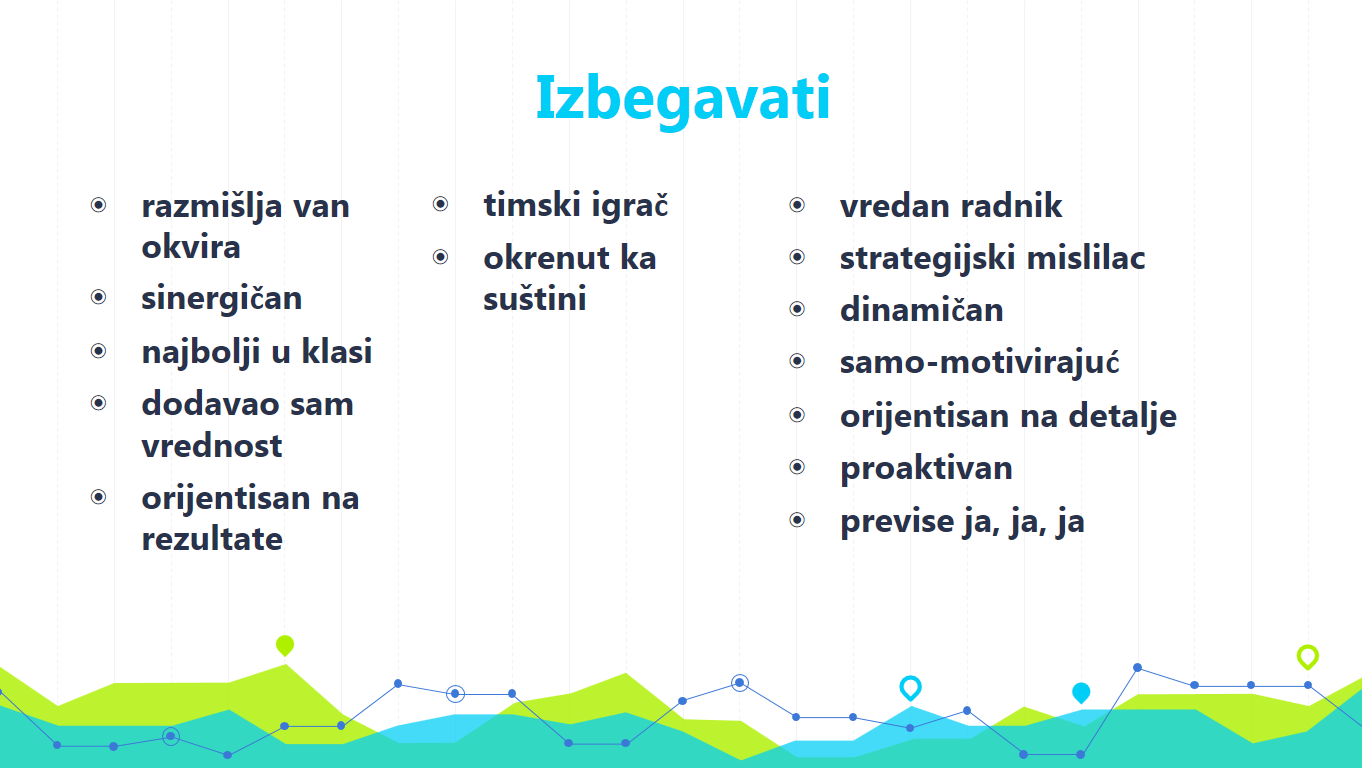 Izbegavati
razmišlja van
okvira
sinergičan
najbolji u klasi
dodavao sam
vrednost
orijentisan na
rezultate
timski igrač
okrenut ka
suštini
vredan radnik
strategijski mislilac
dinamičan
samo-motivirajuć
orijentisan na detalje
proaktivan
previse ja, ja, ja